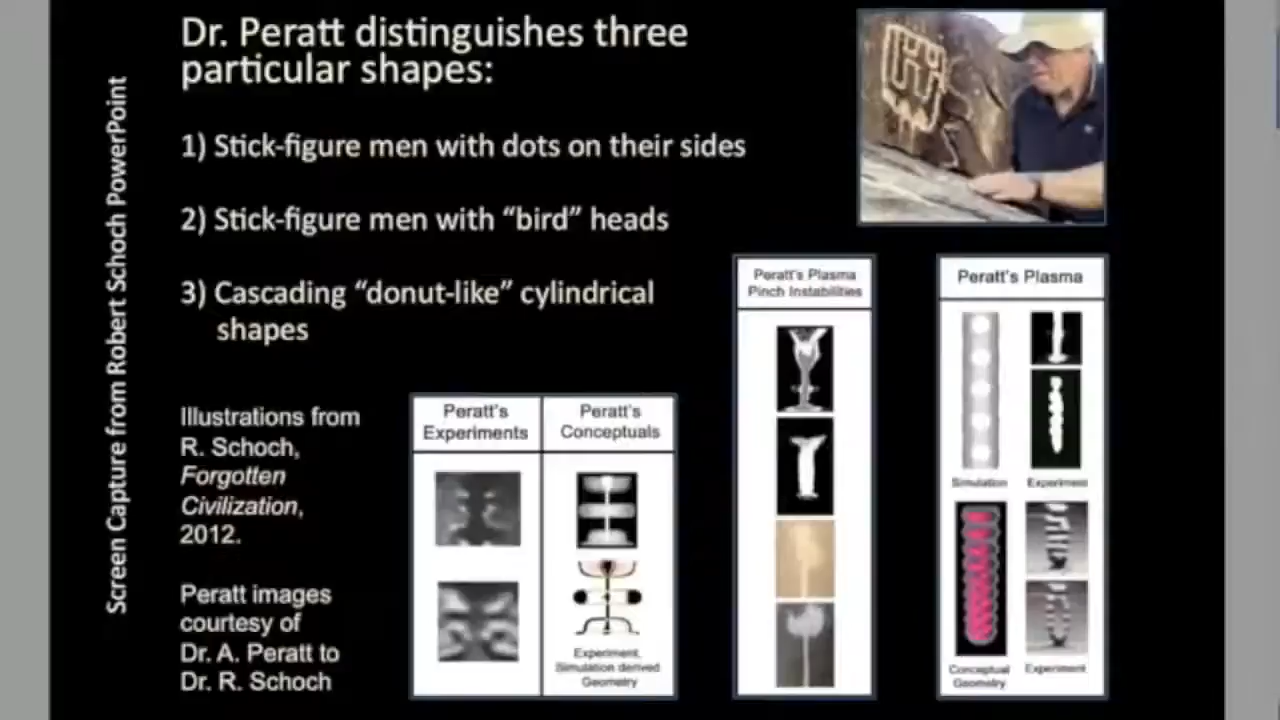 Screen Capture from Robert Schoch PowerPoint
Dr. Peratt distinguishes three
particular shapes:
1) Stick-figure men with dots on their sides
2) Stick-figure men with “bird” heads
3) Cascading “donut-like” cylindrical
shapes
Illustrations from
R. Schoch,
Forgotten
Civilization,
2012.
Peratt images
courtesy of
Dr. A. Peratt to
Dr. R. Schoch
Peratt's
Experiments
Peratt's
Conceptuals
Experiment,
Simulation derived
Geometry
Peratt's Plasma
Pinch Instabilities
Peratt's Plasma
Simulation
Experiment
Conceptual
Geometry
Experiment